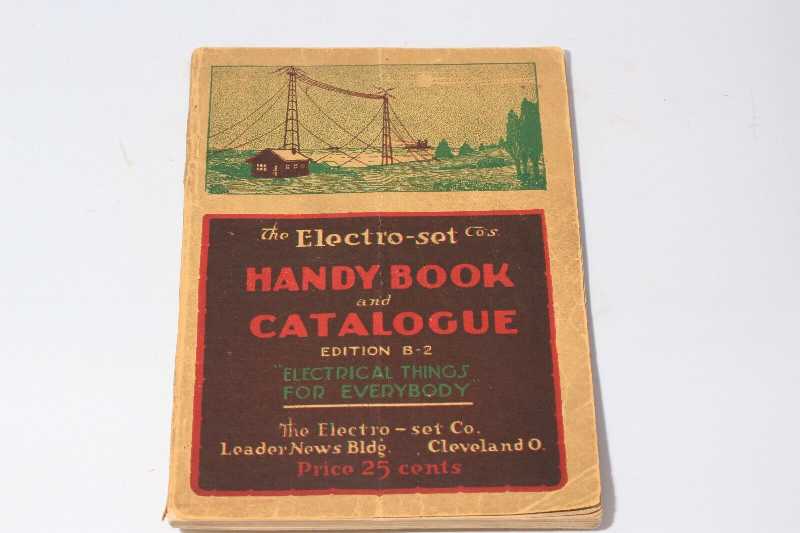 The Electro-set Co's.
HANDY BOOK
and
CATALOGUE
EDITION B-2
"ELECTRICAL THINGS
FOR EVERYBODY"
The Electro-set Co.
Leader News Bldg. Cleveland O.
Price 25 cents